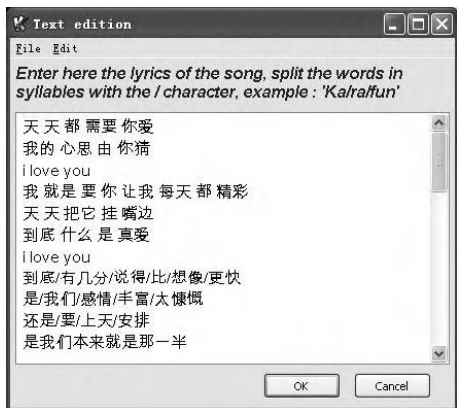 Text edition
File Edit
Enter here the lyrics of the song, split the words in
syllables with the / character, example : 'Ka/ra/fun'
天 天 都 需要 你爱
我的 心思 由 你猜
i love you
我 就是 要 你 让我 每天 都 精彩
天 天 把它 挂 嘴边
到底 什么 是 真爱
i love you
到底/有几分/说得/比/想像/更快
是/我们/感情/丰富/太慷慨
还是/要/上天/安排
是我们本来就是那一半
OK Cancel